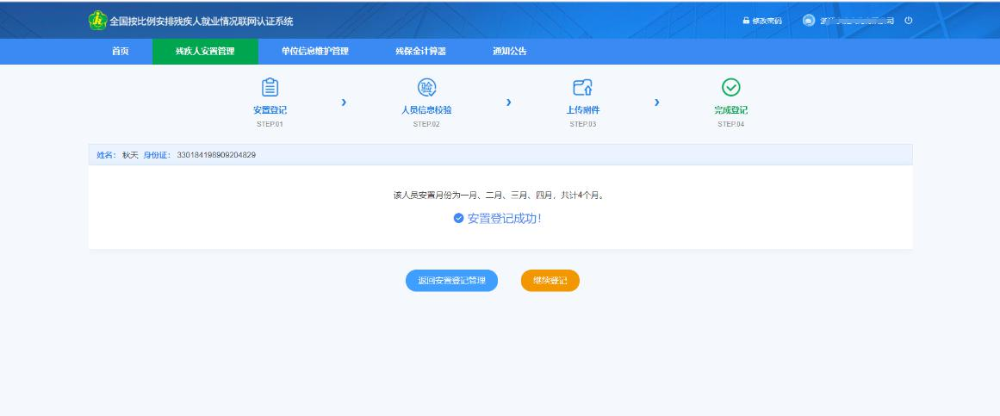 全国按比例安排残疾人就业情况联网认证系统
修改密码
首页 残疾人安置管理 单位信息维护管理 残保金计算器 通知公告
安置登记 人员信息校验 上传附件 完成登记
STEP.01 STEP.02 STEP.03 STEP.04
姓名： 秋天 身份证： 330184198909204829
该人员安置月份为一月、二月、三月、四月，共计4个月。
安置登记成功！
返回安置登记管理 继续登记